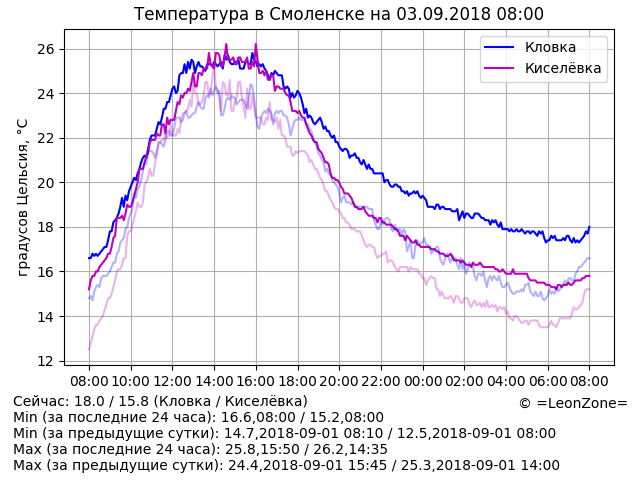 Температура в Смоленске на 03.09.2018 08:00
градусов Цельсия, °C
26
24
22
20
18
16
14
12
Кловка
Киселёвка
08:00 10:00 12:00 14:00 16:00 18:00 20:00 22:00 00:00 02:00 04:00 06:00 08:00
Сейчас: 18.0 / 15.8 (Кловка / Киселёвка)
© =LeonZone=
Min (за последние 24 часа): 16.6,08:00 / 15.2,08:00
Min (за предыдущие сутки): 14.7,2018-09-01 08:10 / 12.5,2018-09-01 08:00
Max (за последние 24 часа): 25.8,15:50 / 26.2,14:35
Max (за предыдущие сутки): 24.4,2018-09-01 15:45 / 25.3,2018-09-01 14:00